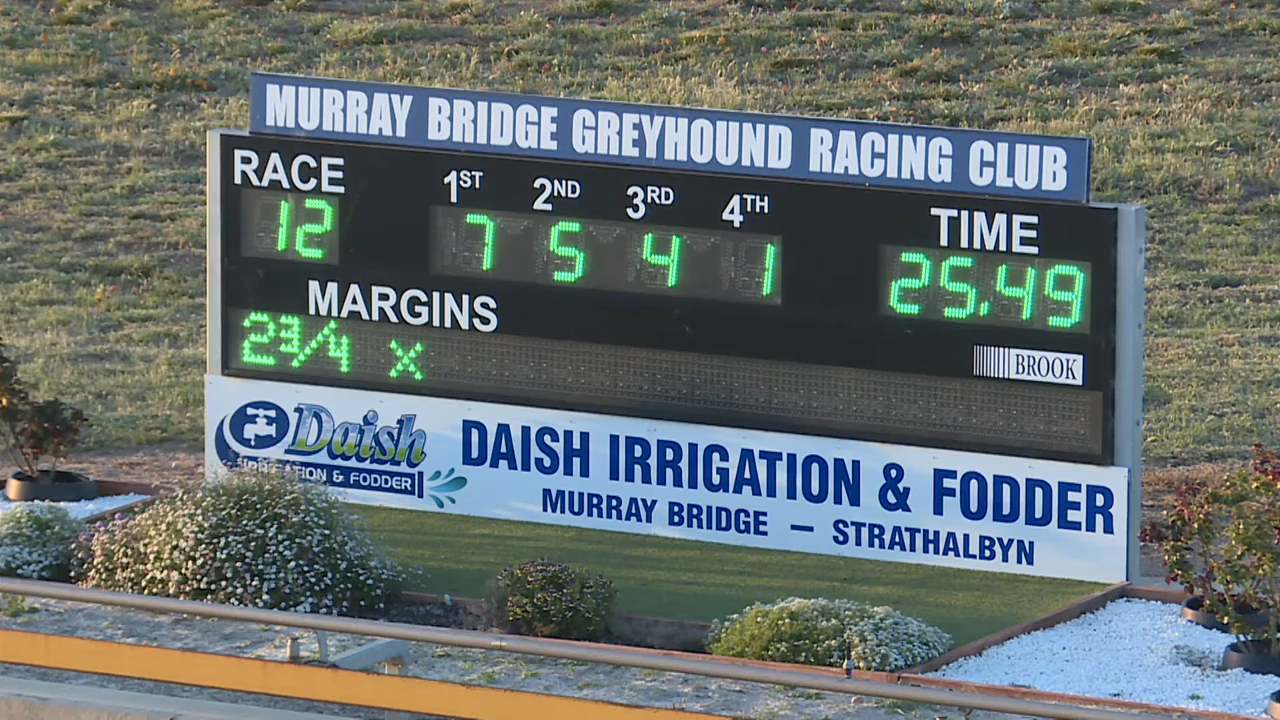 MURRAY BRIDGE GREYHOUND RACING CLUB
RACE 1ST 2ND 3RD 4TH TIME
12 7 5 4 1 25.49
MARGINS
2 3/4 x
BROOK
Daish
IRRIGATION & FODDER
DAISH IRRIGATION & FODDER
MURRAY BRIDGE – STRATHALBYN